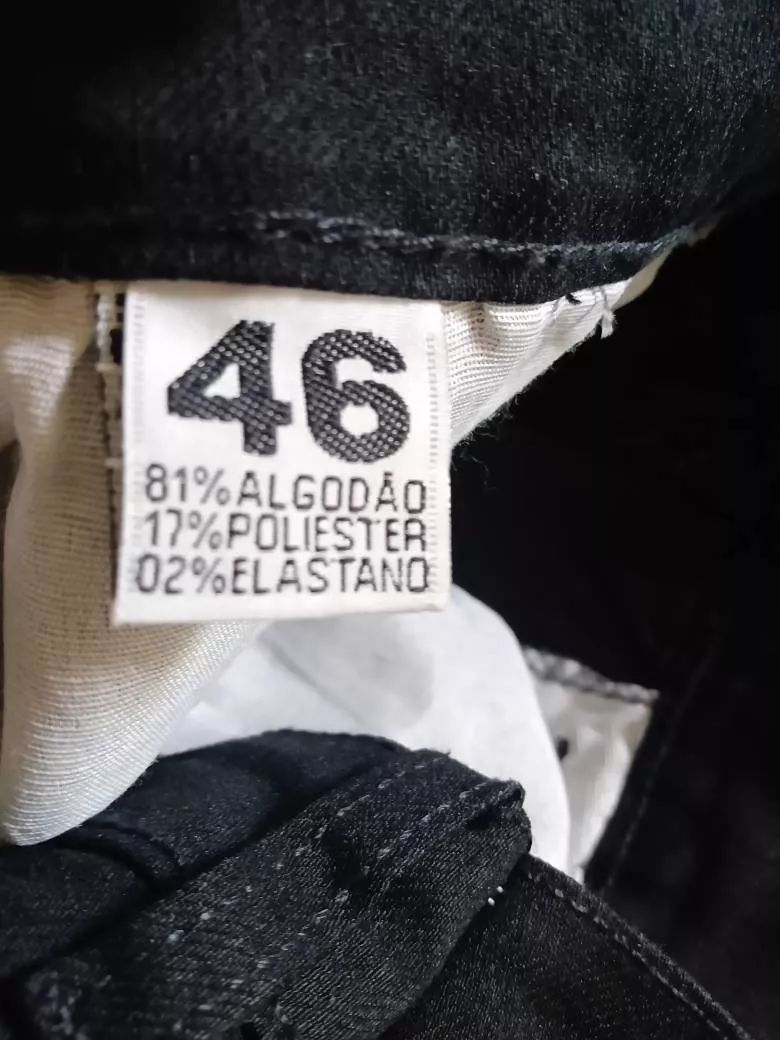 46
81%ALGODÃO
17%POLIESTER
02%ELASTANO